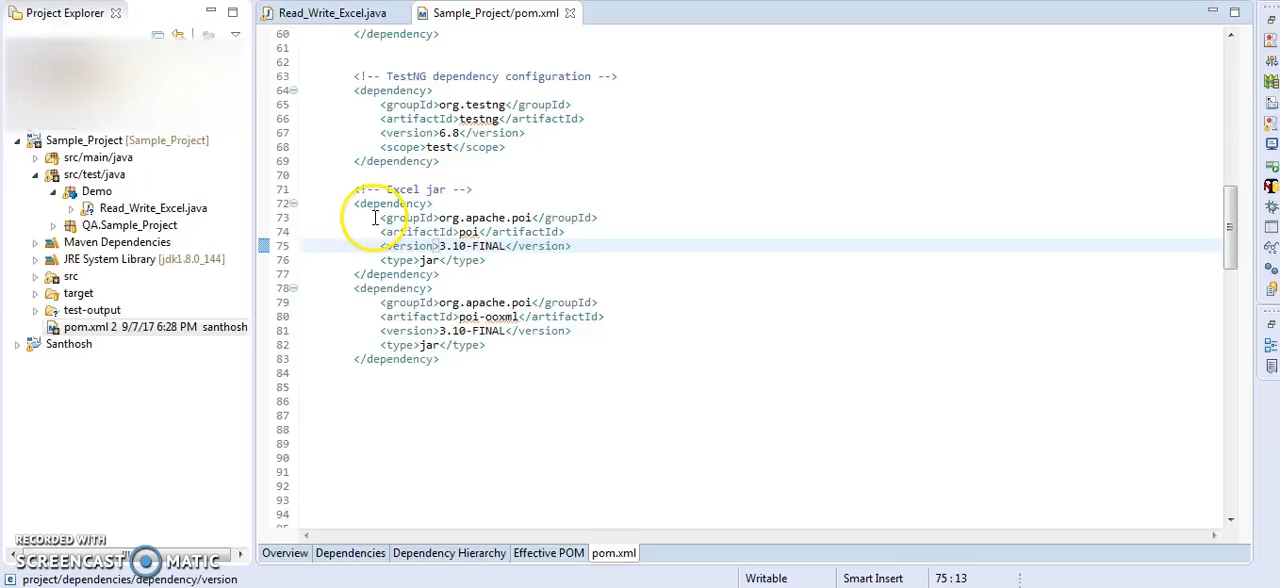 Project Explorer
Read_Write_Excel.java
Sample_Project/pom.xml
Sample_Project [Sample_Project]
src/main/java
src/test/java
Demo
Read_Write_Excel.java
QA.Sample_Project
Maven Dependencies
JRE System Library [jdk1.8.0_144]
src
target
test-output
pom.xml 2 9/7/17 6:28 PM santhosh
Santhosh
60 </dependency>
61
62
63 <!-- TestNG dependency configuration -->
64 <dependency>
65 <groupId>org.testng</groupId>
66 <artifactId>testng</artifactId>
67 <version>6.8</version>
68 <scope>test</scope>
69 </dependency>
70
71 <!-- Excel jar -->
72 <dependency>
73 <groupId>org.apache.poi</groupId>
74 <artifactId>poi</artifactId>
75 <version>3.10-FINAL</version>
76 <type>jar</type>
77 </dependency>
78 <dependency>
79 <groupId>org.apache.poi</groupId>
80 <artifactId>poi-ooxml</artifactId>
81 <version>3.10-FINAL</version>
82 <type>jar</type>
83 </dependency>
84
85
86
87
88
89
90
91
92
93
94
95
Overview
Dependencies
Dependency Hierarchy
Effective POM
pom.xml
RECORDED WITH
SCREENCAST MATIC
project/dependencies/dependency/version
Writable
Smart Insert
75 : 13